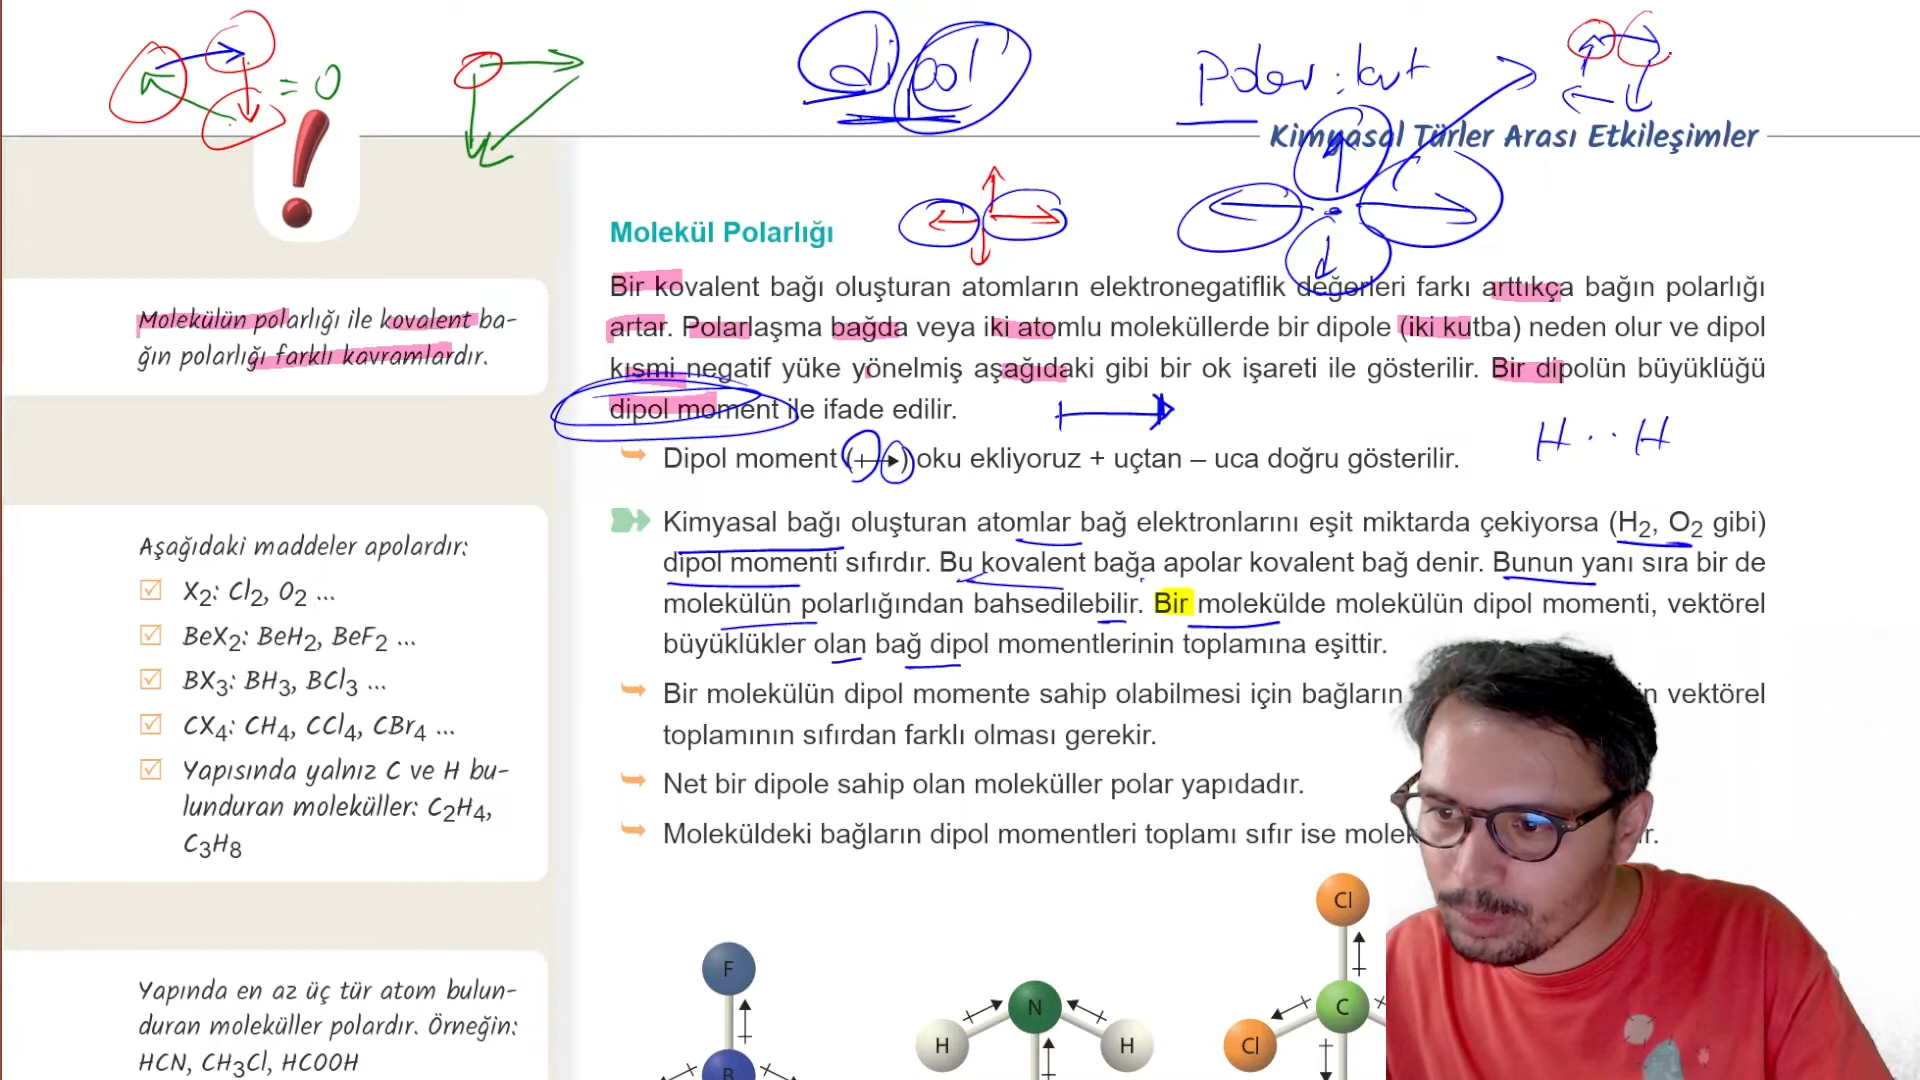 = 0
dipol
Polar : kut
Kimyasal Türler Arası Etkileşimler
Molekül Polarlığı
Bir kovalent bağı oluşturan atomların elektronegatiflik değerleri farkı arttıkça bağın polarlığı
artar. Polarlaşma bağda veya iki atomlu moleküllerde bir dipole (iki kutba) neden olur ve dipol
kısmi negatif yüke yönelmiş aşağıdaki gibi bir ok işareti ile gösterilir. Bir dipolün büyüklüğü
dipol moment ile ifade edilir.
H · · H
Dipol moment (+→) oku ekliyoruz + uçtan – uca doğru gösterilir.
Kimyasal bağı oluşturan atomlar bağ elektronlarını eşit miktarda çekiyorsa (H₂, O₂ gibi)
dipol momenti sıfırdır. Bu kovalent bağa apolar kovalent bağ denir. Bunun yanı sıra bir de
molekülün polarlığından bahsedilebilir. Bir molekülde molekülün dipol momenti, vektörel
büyüklükler olan bağ dipol momentlerinin toplamına eşittir.
Bir molekülün dipol momente sahip olabilmesi için bağların vektörel
toplamının sıfırdan farklı olması gerekir.
Net bir dipole sahip olan moleküller polar yapıdadır.
Moleküldeki bağların dipol momentleri toplamı sıfır ise
F
B
N
H
H
Cl
C
Cl
Molekülün polarlığı ile kovalent ba-
ğın polarlığı farklı kavramlardır.
Aşağıdaki maddeler apolardır:
X₂: Cl₂, O₂ ...
BeX₂: BeH₂, BeF₂ ...
BX₃: BH₃, BCl₃ ...
CX₄: CH₄, CCl₄, CBr₄ ...
Yapısında yalnız C ve H bu-
lunduran moleküller: C₂H₄,
C₃H₈
Yapında en az üç tür atom bulun-
duran moleküller polardır. Örneğin:
HCN, CH₃Cl, HCOOH